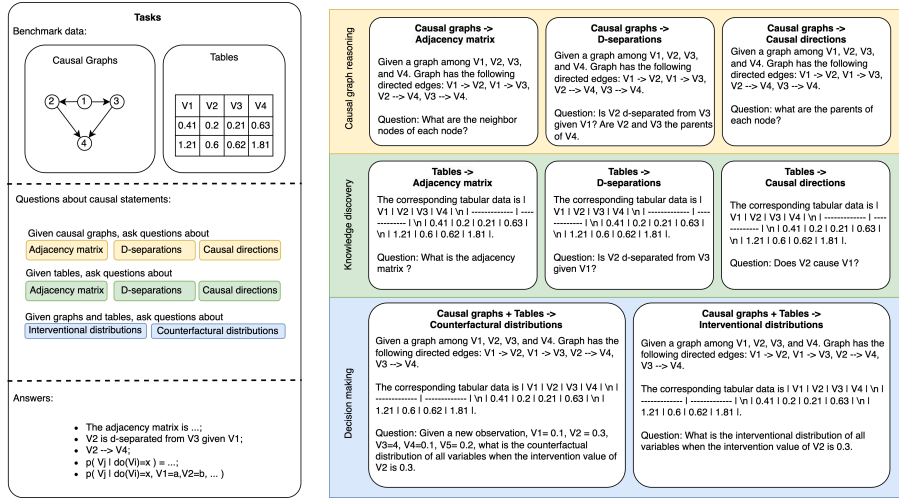 Tasks
Benchmark data:
Causal Graphs
2
1
3
4
Tables
V1 V2 V3 V4
0.41 0.2 0.21 0.63
1.21 0.6 0.62 1.81
Questions about causal statements:
Given causal graphs, ask questions about
Adjacency matrix D-separations Causal directions
Given tables, ask questions about
Adjacency matrix D-separations Causal directions
Given graphs and tables, ask questions about
Interventional distributions Counterfactual distributions
Answers:
• The adjacency matrix is ...;
• V2 is d-separated from V3 given V1;
• V2 --> V4;
• p( Vj | do(Vi)=x ) = ...;
• p( Vj | do(Vi)=x, V1=a,V2=b, ... )
Causal graph reasoning
Causal graphs ->
Adjacency matrix
Given a graph among V1, V2, V3,
and V4. Graph has the following
directed edges: V1 -> V2, V1 -> V3,
V2 --> V4, V3 --> V4.
Question: What are the neighbor
nodes of each node?
Causal graphs ->
D-separations
Given a graph among V1, V2, V3,
and V4. Graph has the following
directed edges: V1 -> V2, V1 -> V3,
V2 --> V4, V3 --> V4.
Question: Is V2 d-separated from V3
given V1? Are V2 and V3 the parents
of V4.
Causal graphs ->
Causal directions
Given a graph among V1, V2, V3,
and V4. Graph has the following
directed edges: V1 -> V2, V1 -> V3,
V2 --> V4, V3 --> V4.
Question: what are the parents
of each node?
Knowledge discovery
Tables ->
Adjacency matrix
The corresponding tabular data is |
V1 | V2 | V3 | V4 | \n | ------------- | ----
--------- | \n | 0.41 | 0.2 | 0.21 | 0.63 |
\n | 1.21 | 0.6 | 0.62 | 1.81 |.
Question: What is the adjacency
matrix ?
Tables ->
D-separations
The corresponding tabular data is |
V1 | V2 | V3 | V4 | \n | ------------- | ----
--------- | \n | 0.41 | 0.2 | 0.21 | 0.63 |
\n | 1.21 | 0.6 | 0.62 | 1.81 |.
Question: Is V2 d-separated from V3
given V1?
Tables ->
Causal directions
The corresponding tabular data is |
V1 | V2 | V3 | V4 | \n | ------------- | ----
--------- | \n | 0.41 | 0.2 | 0.21 | 0.63 |
\n | 1.21 | 0.6 | 0.62 | 1.81 |.
Question: Does V2 cause V1?
Decision making
Causal graphs + Tables ->
Counterfactural distributions
Given a graph among V1, V2, V3, and V4. Graph has the
following directed edges: V1 -> V2, V1 -> V3, V2 --> V4,
V3 --> V4.
The corresponding tabular data is | V1 | V2 | V3 | V4 | \n |
------------- | ------------- | \n | 0.41 | 0.2 | 0.21 | 0.63 | \n |
1.21 | 0.6 | 0.62 | 1.81 |.
Question: Given a new observation, V1= 0.1, V2 = 0.3,
V3=4, V4=0.1, V5= 0.2, what is the counterfactual
distribution of all variables when the intervention value of
V2 is 0.3.
Causal graphs + Tables ->
Interventional distributions
Given a graph among V1, V2, V3, and V4. Graph has the
following directed edges: V1 -> V2, V1 -> V3, V2 --> V4,
V3 --> V4.
The corresponding tabular data is | V1 | V2 | V3 | V4 | \n |
------------- | ------------- | \n | 0.41 | 0.2 | 0.21 | 0.63 | \n |
1.21 | 0.6 | 0.62 | 1.81 |.
Question: What is the interventional distribution of all
variables when the intervention value of V2 is 0.3.